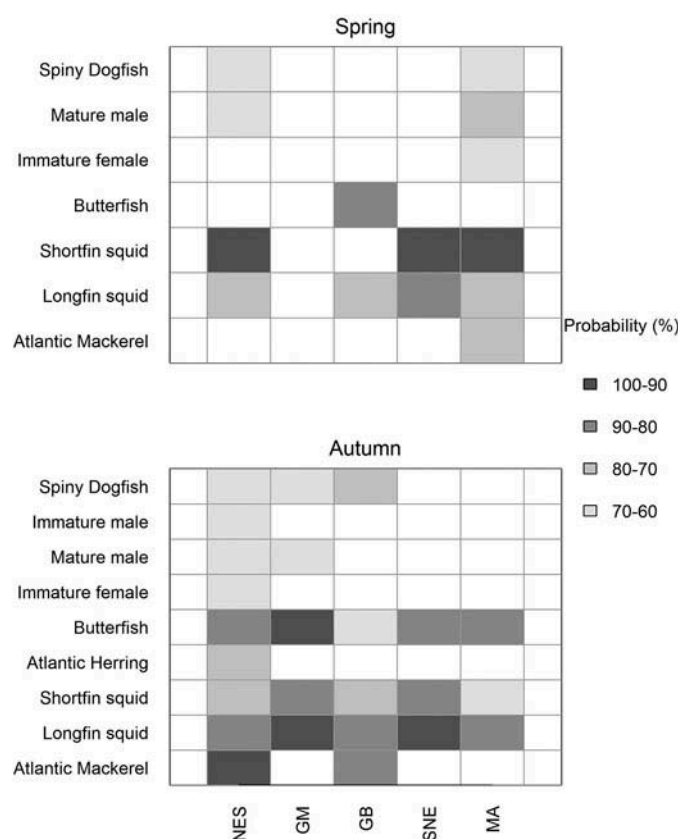 Spring
Spiny Dogfish
Mature male
Immature female
Butterfish
Shortfin squid
Longfin squid
Atlantic Mackerel
Probability (%)
100-90
90-80
80-70
70-60
Autumn
Spiny Dogfish
Immature male
Mature male
Immature female
Butterfish
Atlantic Herring
Shortfin squid
Longfin squid
Atlantic Mackerel
NES
GM
GB
SNE
MA